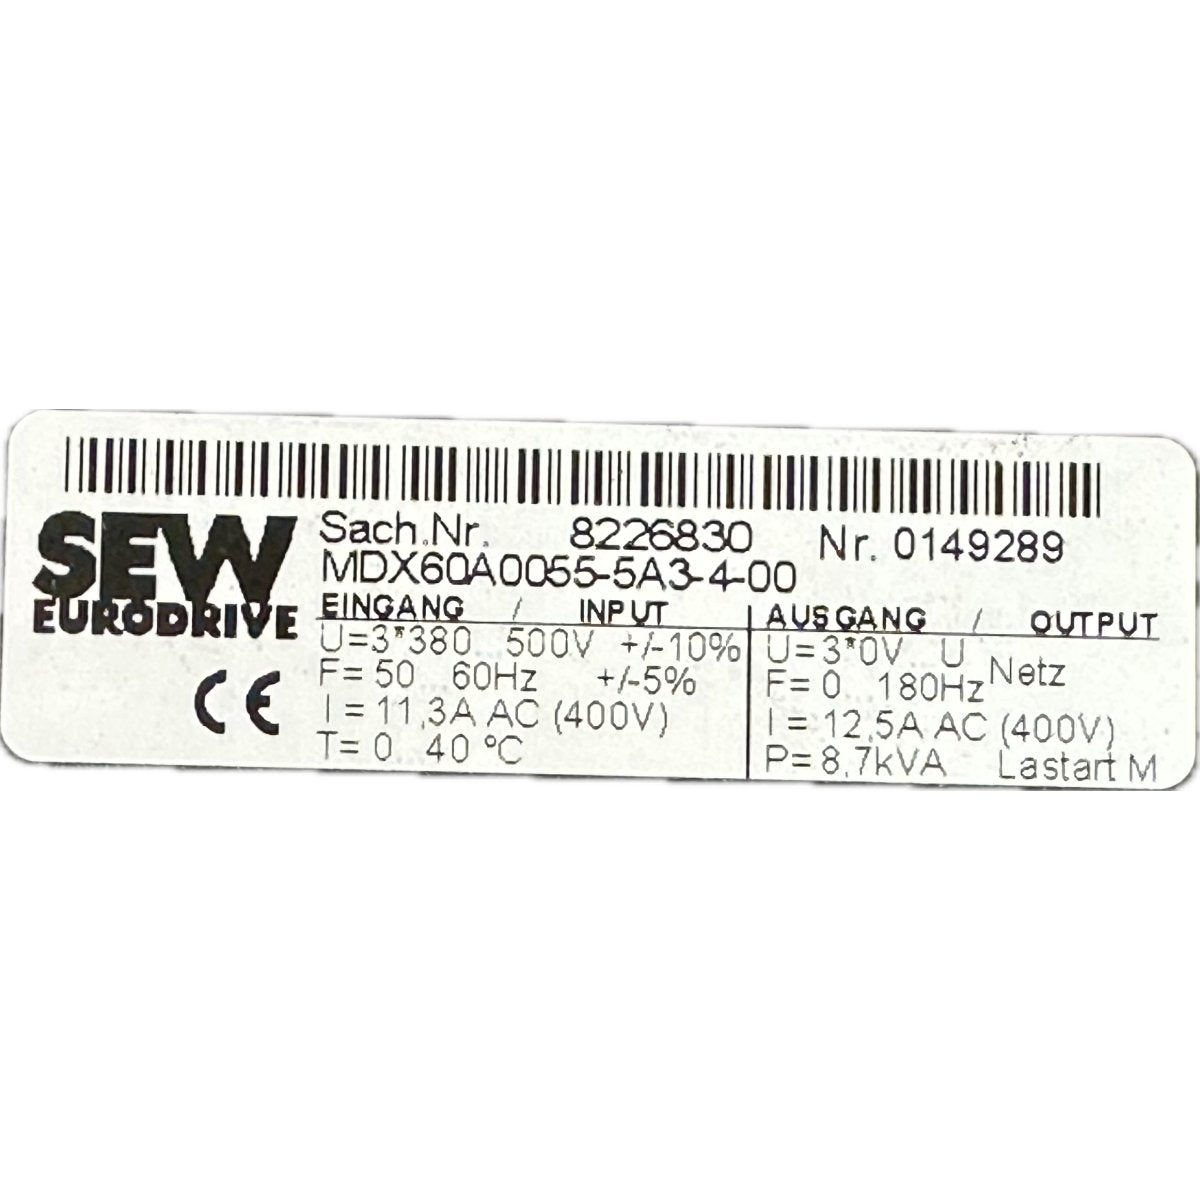 SEW
EURODRIVE
Sach.Nr. 8226830 Nr. 0149289
MDX60A0055-5A3-4-00
EINGANG / INPUT
U=3*380...500V +/-10%
F=50...60Hz +/-5%
I = 11,3A AC (400V)
T= 0...40 °C
AUSGANG / OUTPUT
U=3*0V...U Netz
F= 0...180Hz
I = 12,5A AC (400V)
P= 8,7kVA Lastart M
CE